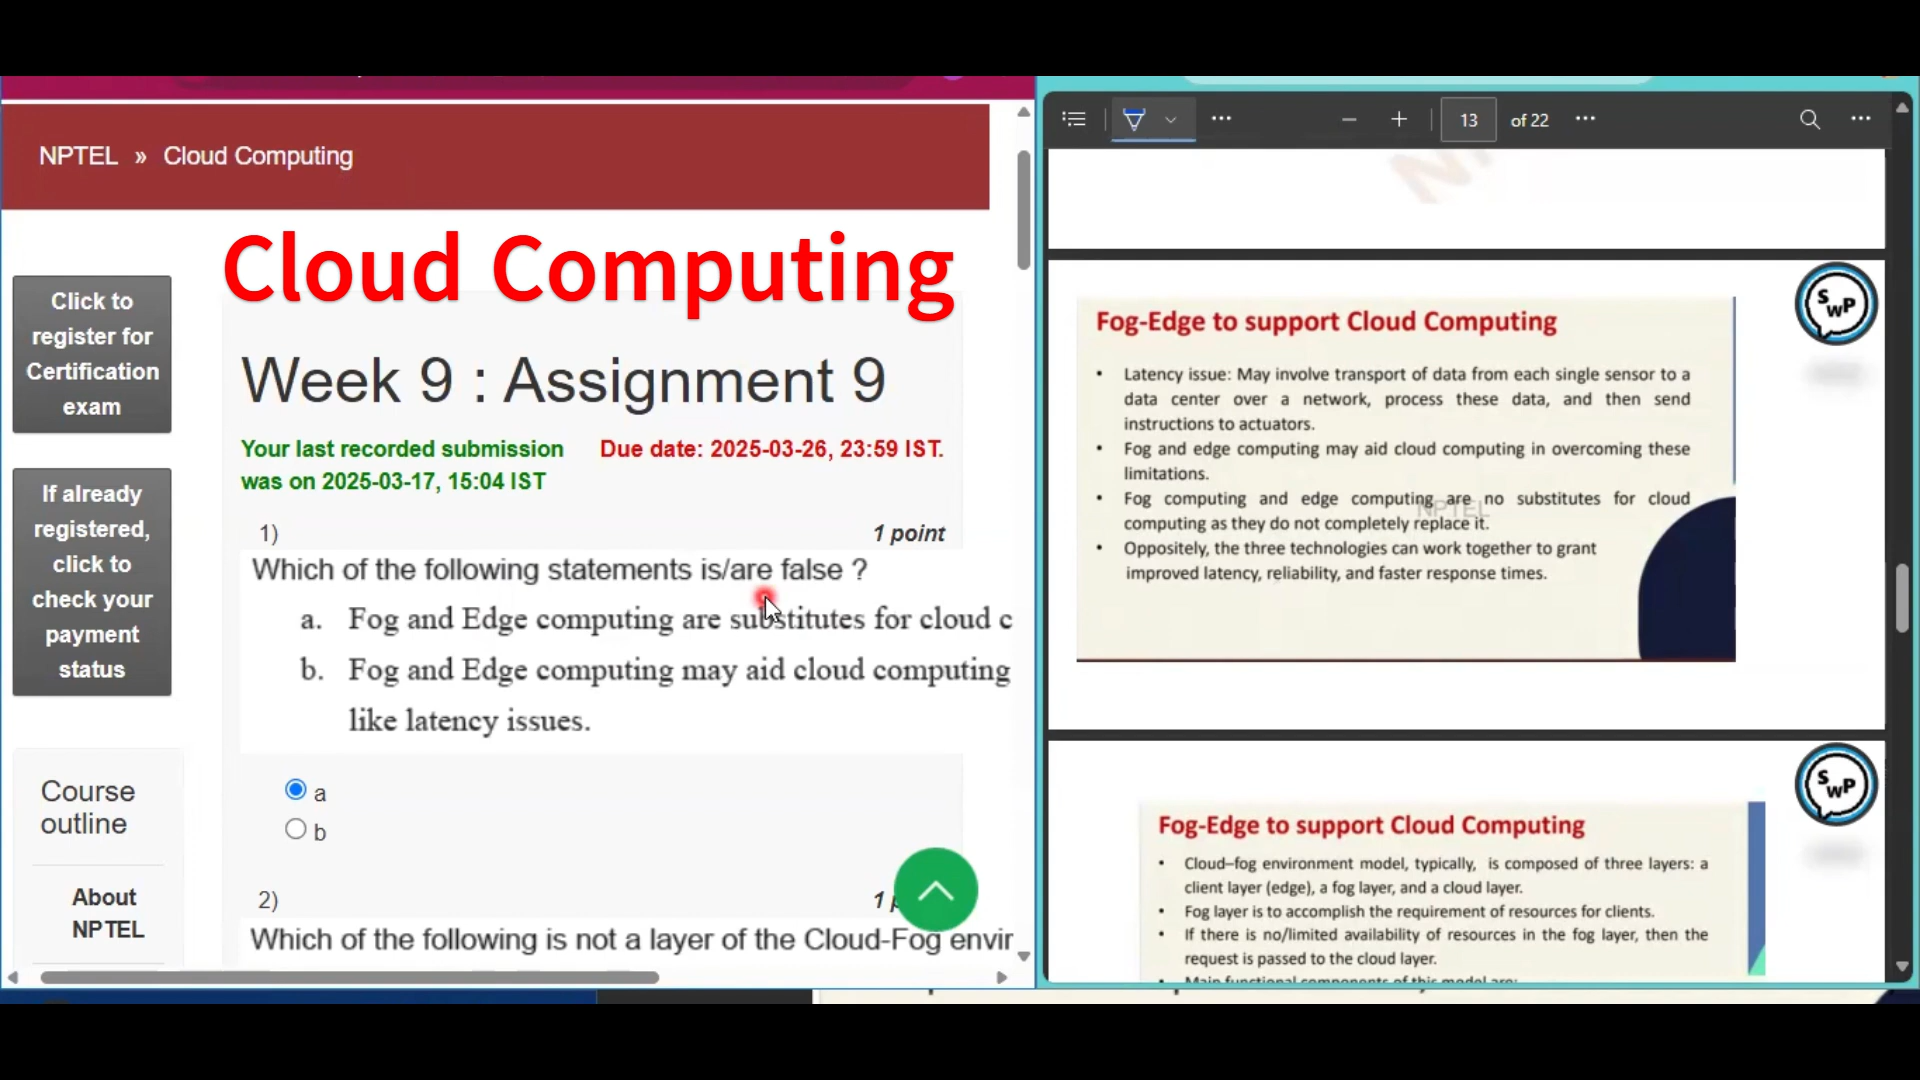 NPTEL » Cloud Computing
Cloud Computing
Click to
register for
Certification
exam
If already
registered,
click to
check your
payment
status
Course
outline
About
NPTEL
Week 9 : Assignment 9
Your last recorded submission
was on 2025-03-17, 15:04 IST
Due date: 2025-03-26, 23:59 IST.
1)
1 point
Which of the following statements is/are false ?
a. Fog and Edge computing are substitutes for cloud c
b. Fog and Edge computing may aid cloud computing
like latency issues.
a
b
2)
1 p
Which of the following is not a layer of the Cloud-Fog envir
13 of 22
SWP
Fog-Edge to support Cloud Computing
• Latency issue: May involve transport of data from each single sensor to a
data center over a network, process these data, and then send
instructions to actuators.
• Fog and edge computing may aid cloud computing in overcoming these
limitations.
• Fog computing and edge computing are no substitutes for cloud
computing as they do not completely replace it.
• Oppositely, the three technologies can work together to grant
improved latency, reliability, and faster response times.
NPTEL
SWP
Fog-Edge to support Cloud Computing
• Cloud–fog environment model, typically, is composed of three layers: a
client layer (edge), a fog layer, and a cloud layer.
• Fog layer is to accomplish the requirement of resources for clients.
• If there is no/limited availability of resources in the fog layer, then the
request is passed to the cloud layer.
• Main functional components of this model are: